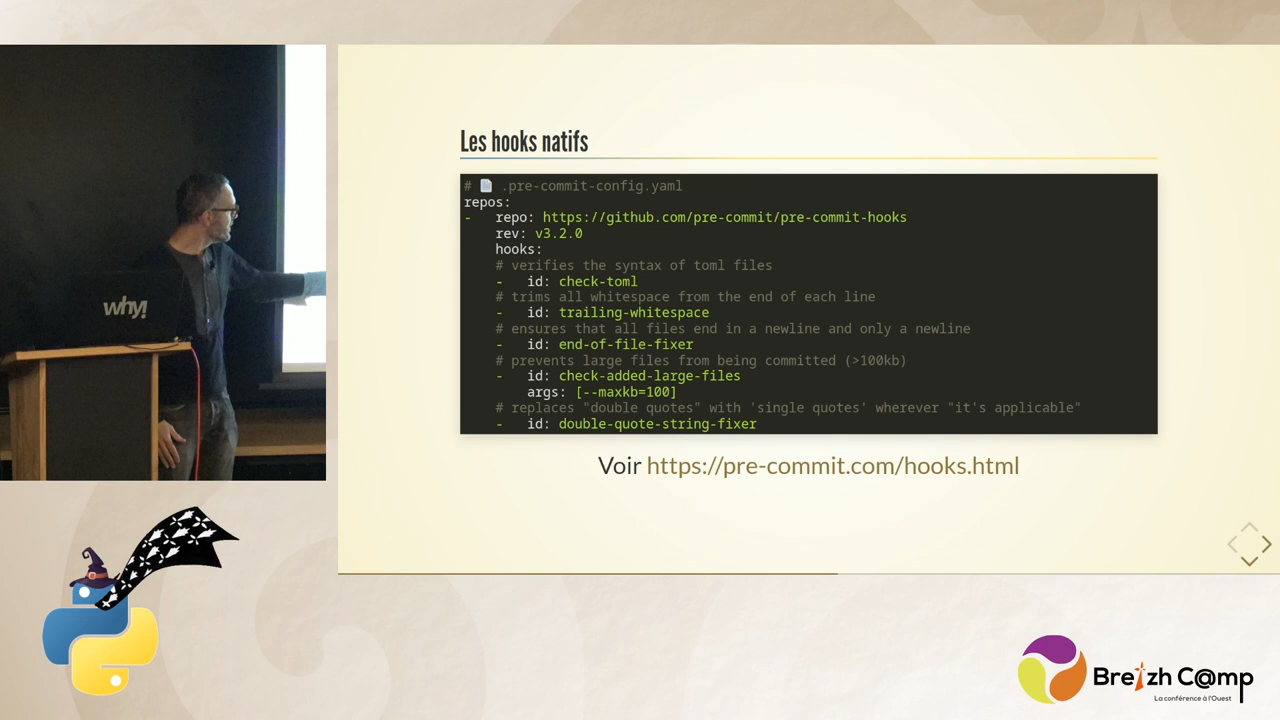 Les hooks natifs
# 📄 .pre-commit-config.yaml
repos:
-   repo: https://github.com/pre-commit/pre-commit-hooks
    rev: v3.2.0
    hooks:
    # verifies the syntax of toml files
    -   id: check-toml
    # trims all whitespace from the end of each line
    -   id: trailing-whitespace
    # ensures that all files end in a newline and only a newline
    -   id: end-of-file-fixer
    # prevents large files from being committed (>100kb)
    -   id: check-added-large-files
        args: [--maxkb=100]
    # replaces "double quotes" with 'single quotes' wherever "it's applicable"
    -   id: double-quote-string-fixer
Voir https://pre-commit.com/hooks.html
why!
Breizh C@mp
La conférence à l'Ouest